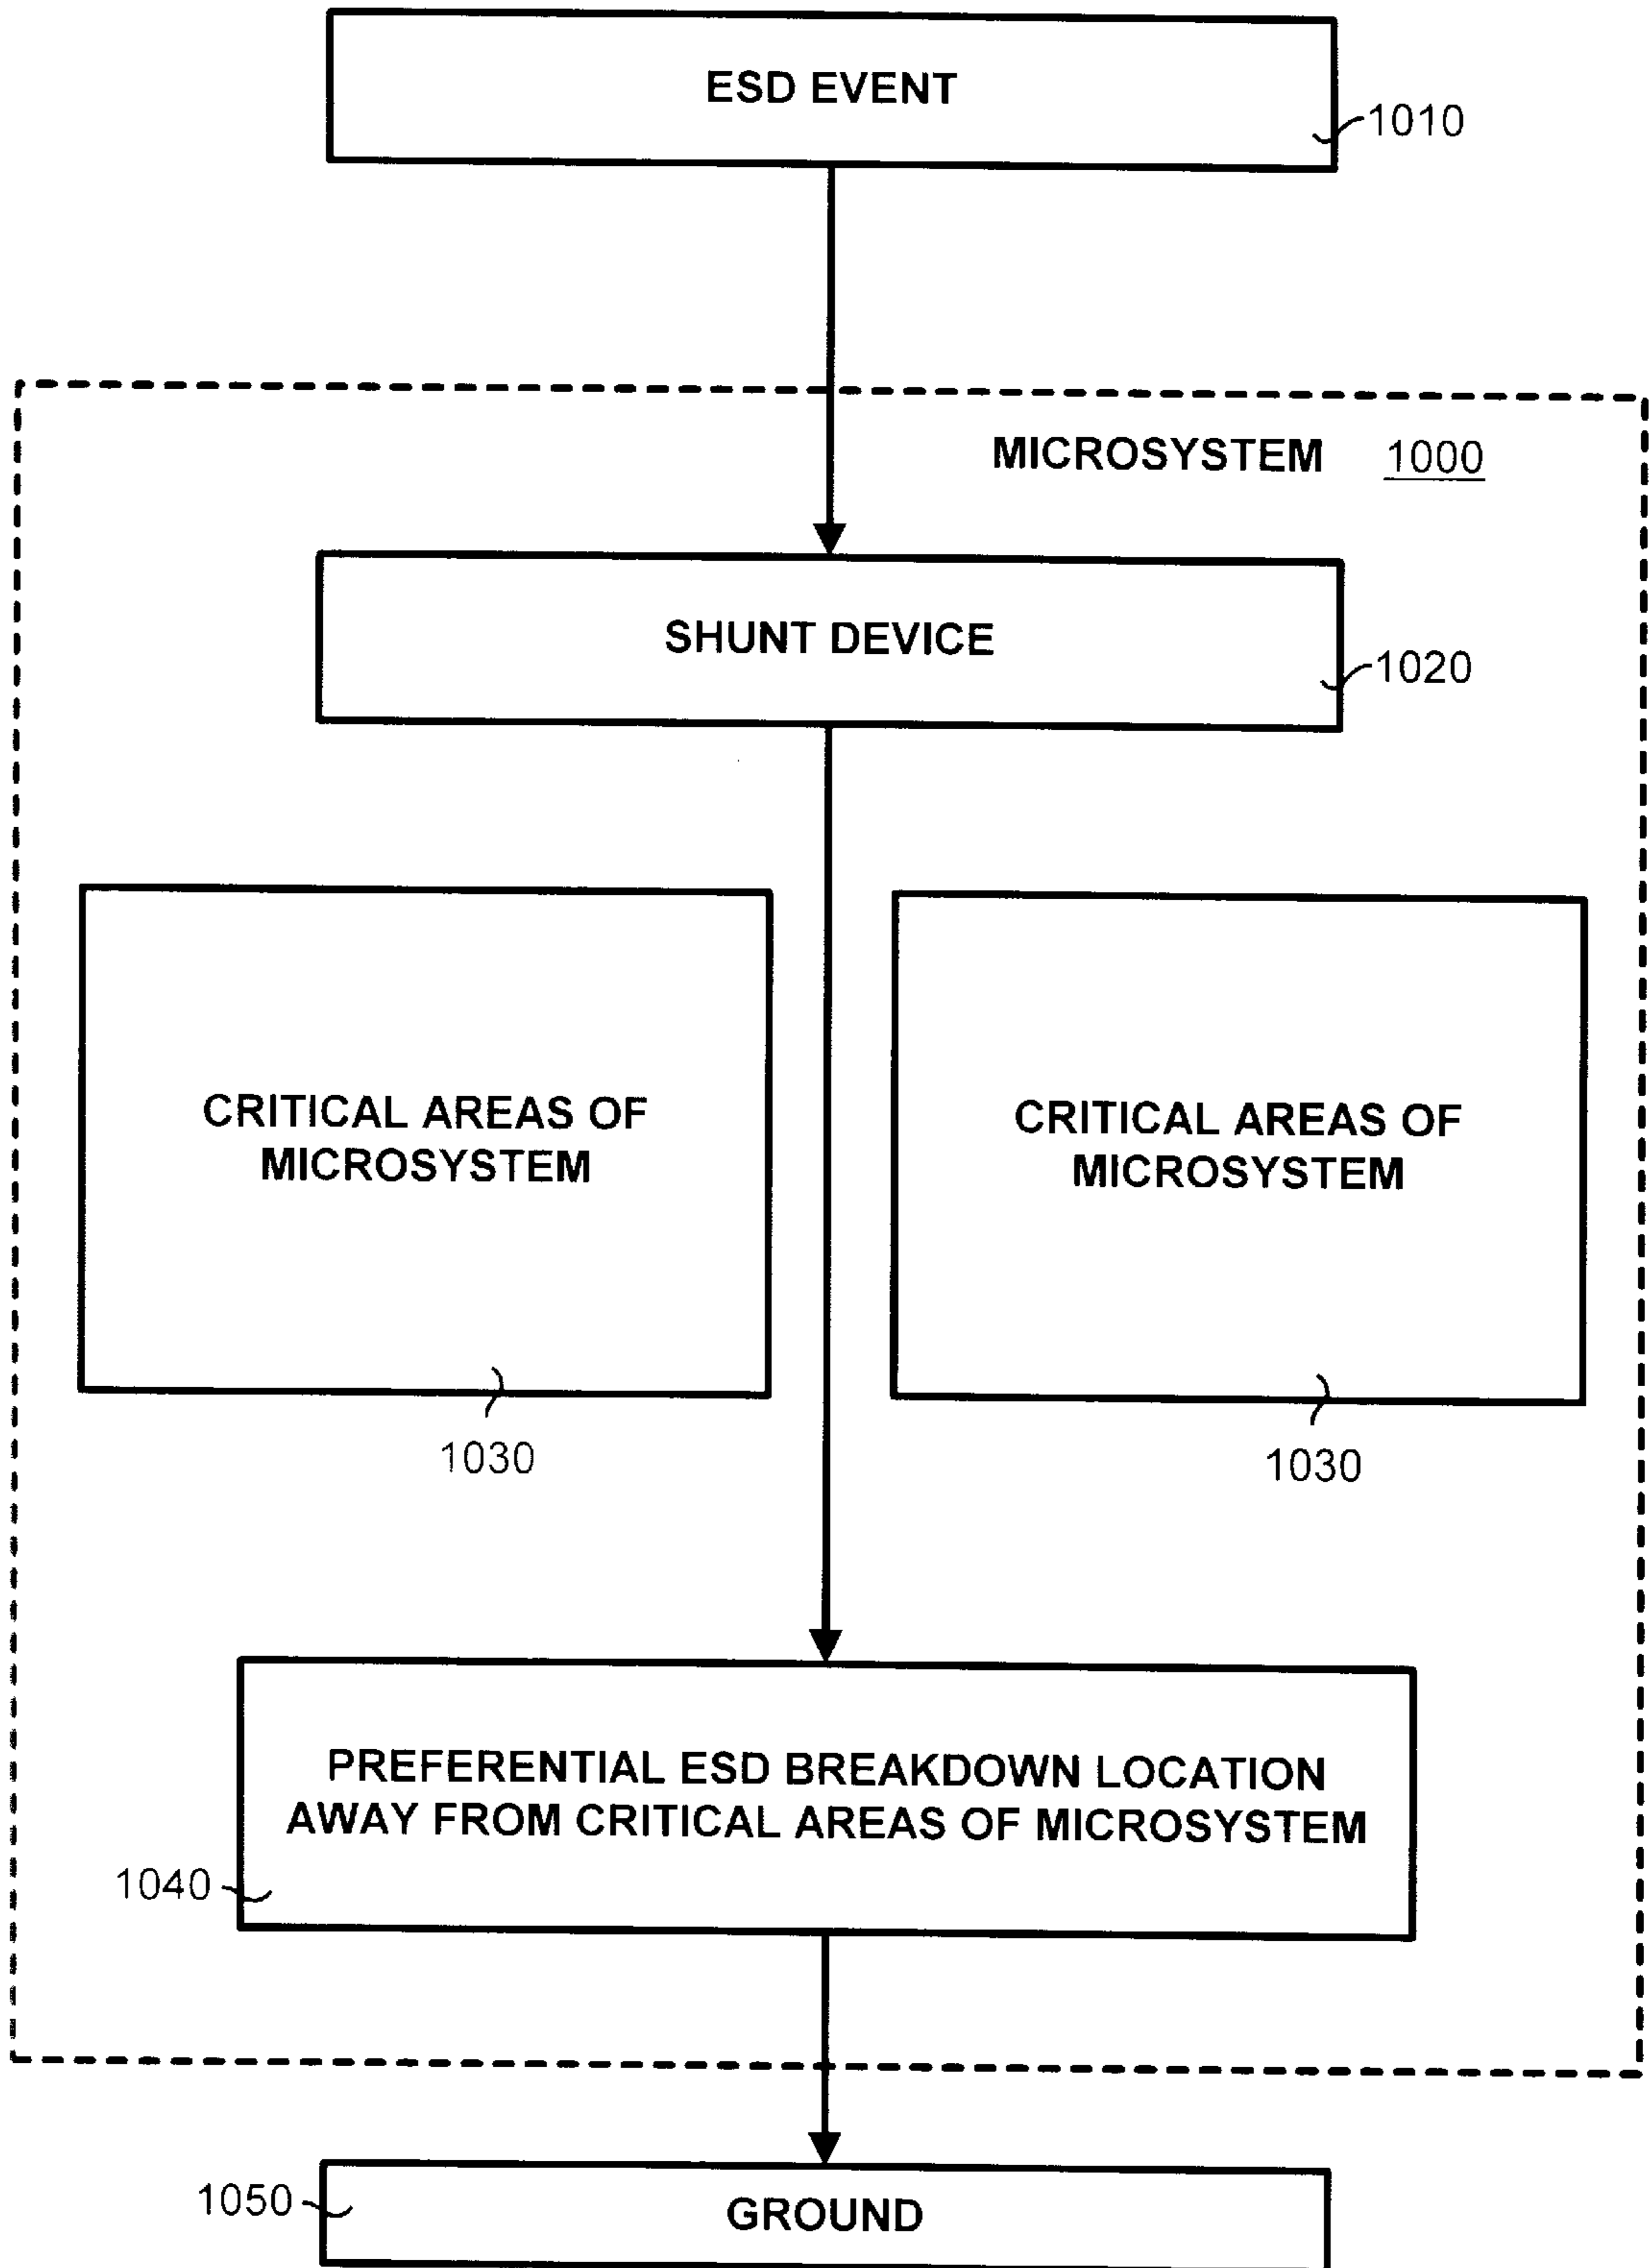 ESD EVENT
1010
MICROSYSTEM 1000
SHUNT DEVICE
1020
CRITICAL AREAS OF
MICROSYSTEM
1030
CRITICAL AREAS OF
MICROSYSTEM
1030
PREFERENTIAL ESD BREAKDOWN LOCATION
AWAY FROM CRITICAL AREAS OF MICROSYSTEM
1040
1050
GROUND